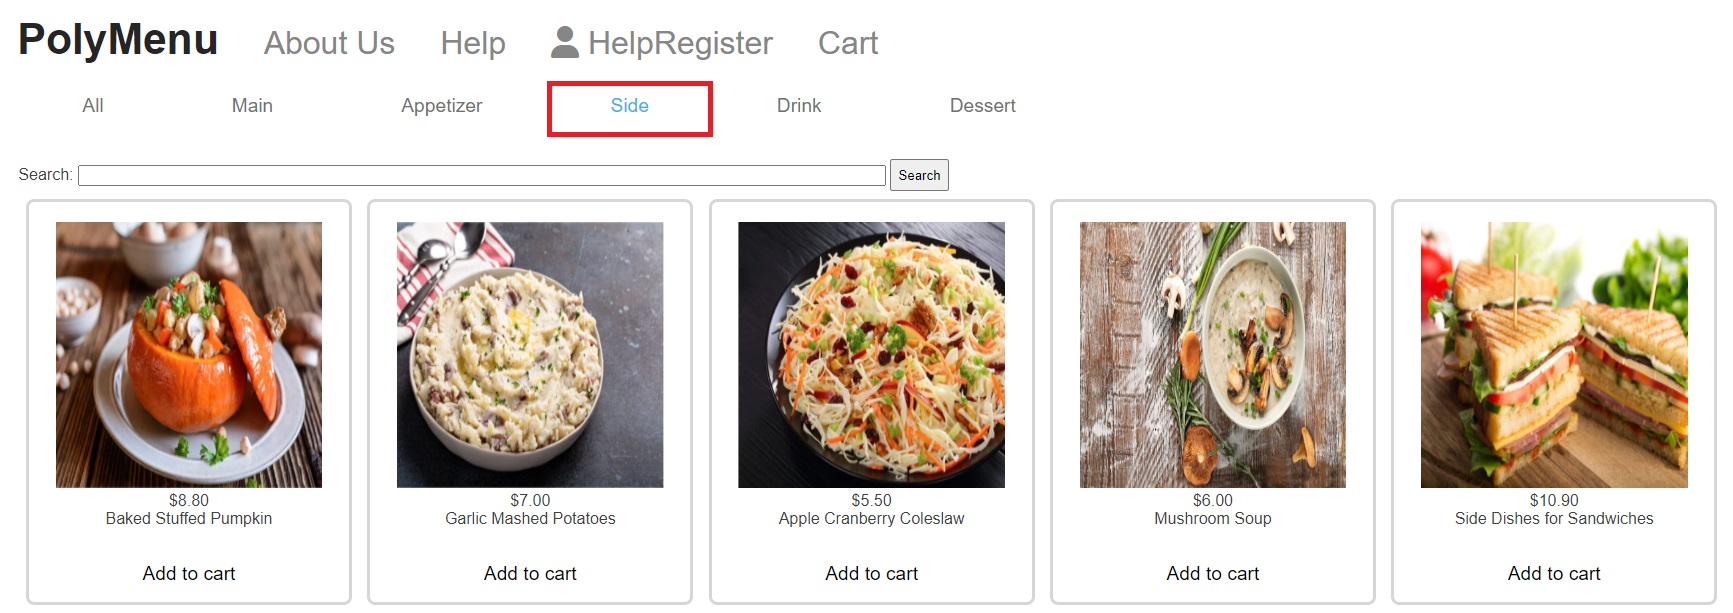 PolyMenu About Us Help HelpRegister Cart
All Main Appetizer Side Drink Dessert
Search: Search
$8.80 $7.00 $5.50 $6.00 $10.90
Baked Stuffed Pumpkin Garlic Mashed Potatoes Apple Cranberry Coleslaw Mushroom Soup Side Dishes for Sandwiches
Add to cart Add to cart Add to cart Add to cart Add to cart